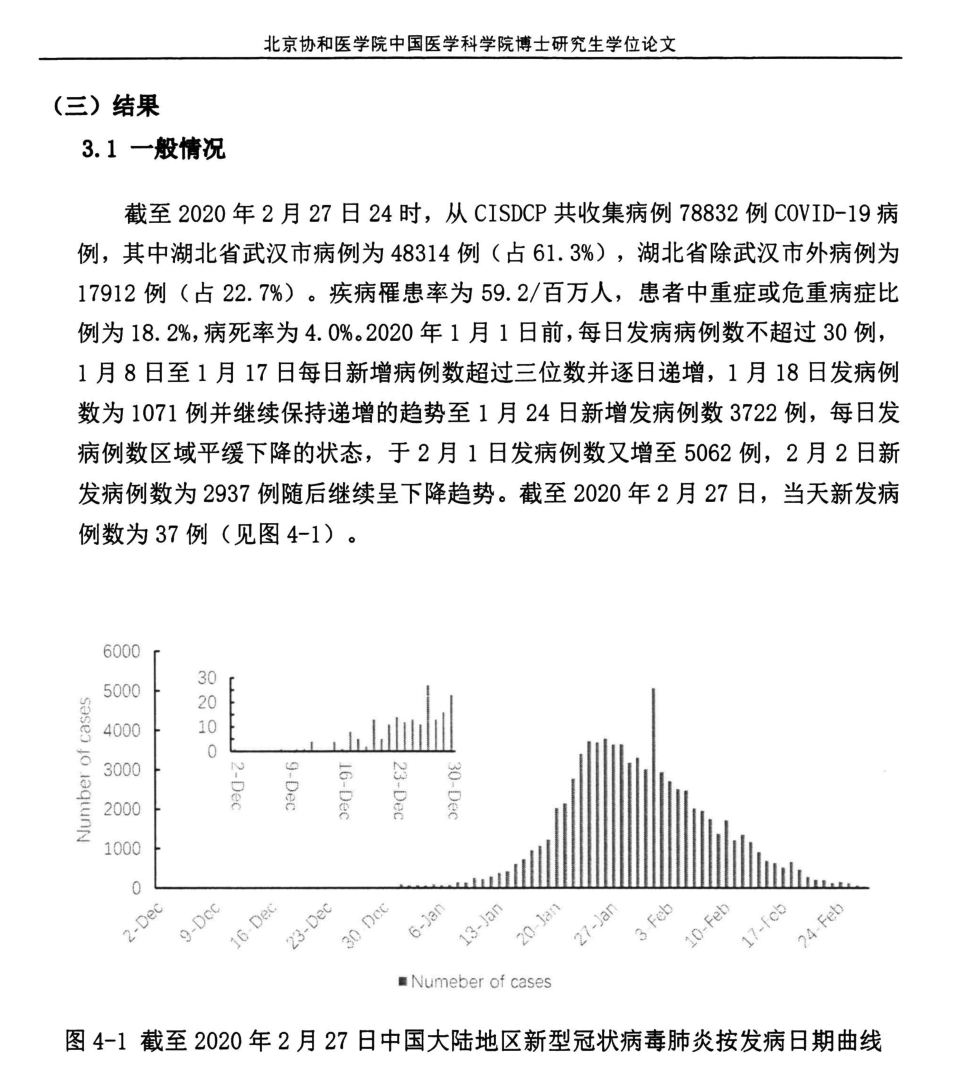 北京协和医学院中国医学科学院博士研究生学位论文
（三）结果
3.1 一般情况
截至 2020 年 2 月 27 日 24 时，从 CISDCP 共收集病例 78832 例 COVID-19 病
例，其中湖北省武汉市病例为 48314 例（占 61.3%），湖北省除武汉市外病例为
17912 例（占 22.7%）。疾病罹患率为 59.2/百万人，患者中重症或危重病症比
例为 18.2%,病死率为 4.0%。2020 年 1 月 1 日前,每日发病病例数不超过 30 例，
1 月 8 日至 1 月 17 日每日新增病例数超过三位数并逐日递增，1 月 18 日发病例
数为 1071 例并继续保持递增的趋势至 1 月 24 日新增发病例数 3722 例，每日发
病例数区域平缓下降的状态，于 2 月 1 日发病例数又增至 5062 例，2 月 2 日新
发病例数为 2937 例随后继续呈下降趋势。截至 2020 年 2 月 27 日，当天新发病
例数为 37 例（见图 4-1）。
Number of cases
6000
5000
4000
3000
2000
1000
0
30
20
10
0
2-Dec
9-Dec
16-Dec
23-Dec
30-Dec
2-Dec
9-Dec
16-Dec
23-Dec
30 Dec
6-Jan
13-Jan
20-Jan
27-Jan
3-Feb
10-Feb
17-Feb
24-Feb
Numeber of cases
图 4-1 截至 2020 年 2 月 27 日中国大陆地区新型冠状病毒肺炎按发病日期曲线